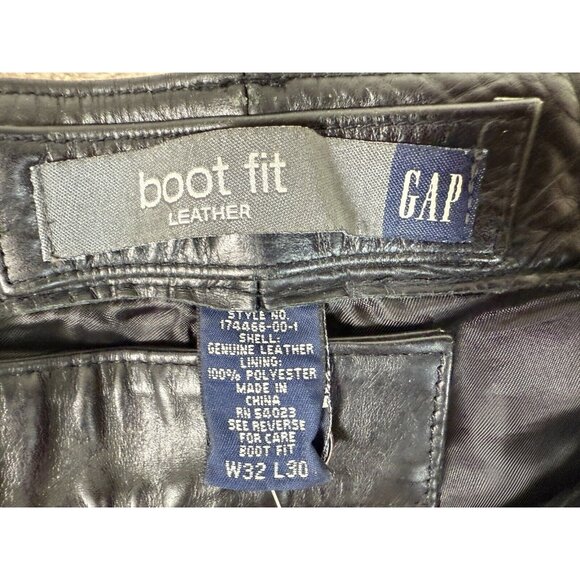 boot fit
LEATHER
GAP
STYLE NO.
174466-00-1
SHELL:
GENUINE LEATHER
LINING:
100% POLYESTER
MADE IN
CHINA
RN 54023
SEE REVERSE
FOR CARE
BOOT FIT
W32 L30